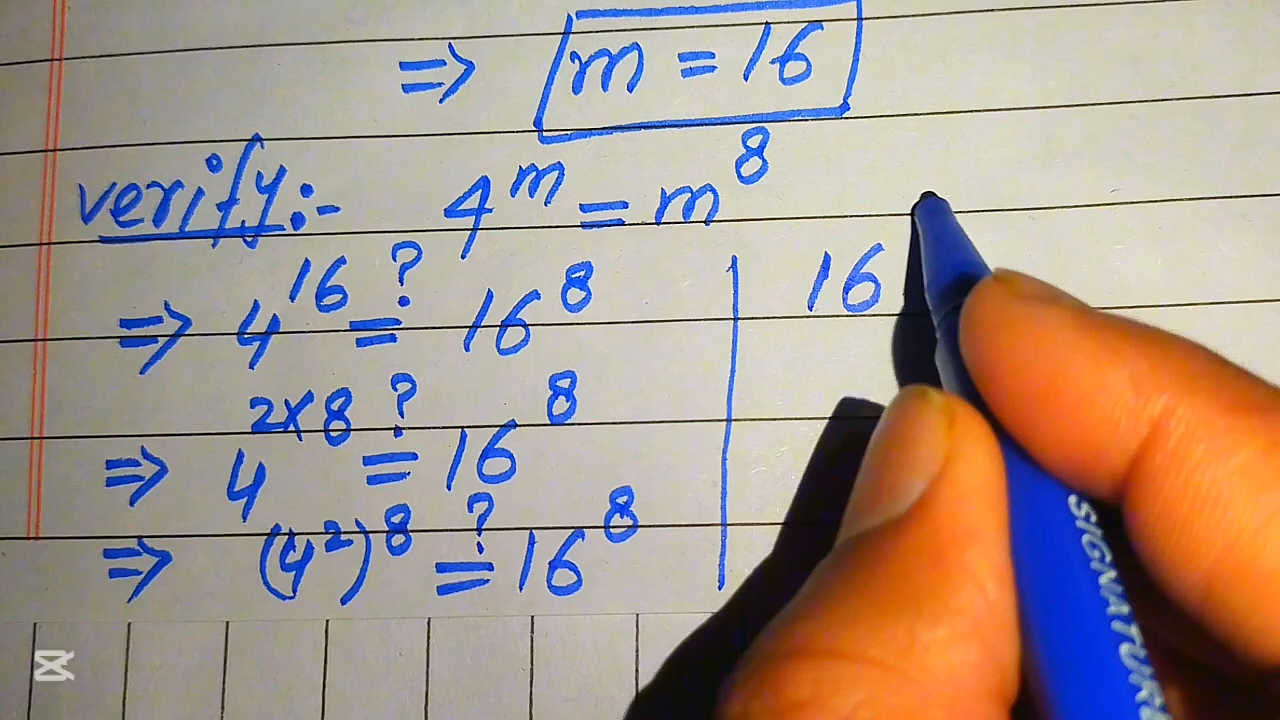 => m = 16
verify:- 4^m = m^8
=> 4^16 ?= 16^8
16
=> 4^2×8 ?= 16^8
=> (4^2)^8 ?= 16^8
SIGNATURE